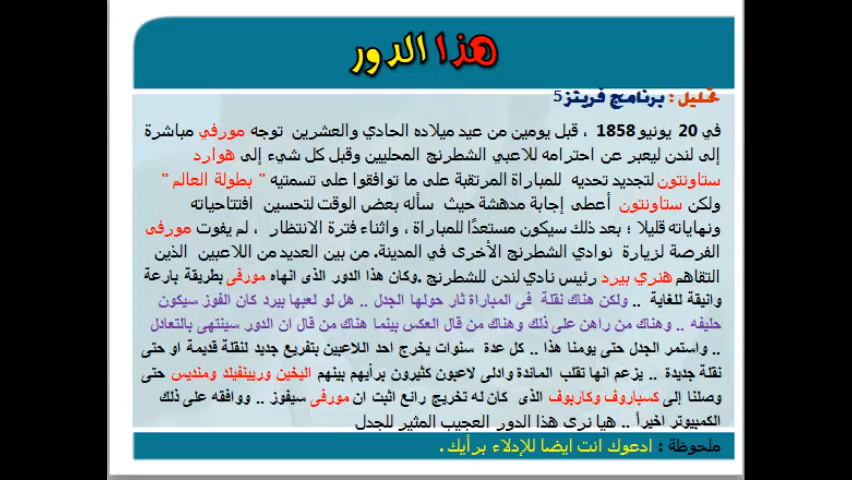 هذا الدور
تحليل : برنامج فريتز5
في 20 يونيو 1858 ، قبل يومين من عيد ميلاده الحادي والعشرين توجه مورفي مباشرة
إلى لندن ليعبر عن احترامه للاعبي الشطرنج المحليين وقبل كل شيء إلى هوارد
ستاونتون لتجديد تحديه للمباراة المرتقبة على ما توافقوا على تسمتيه " بطولة العالم "
ولكن ستاونتون أعطى إجابة مدهشة حيث سأله بعض الوقت لتحسين افتتاحياته
ونهاياته قليلا ؛ بعد ذلك سيكون مستعدًا للمباراة ، واثناء فترة الانتظار ، لم يفوت مورفى
الفرصة لزيارة نوادي الشطرنج الأخرى في المدينة. من بين العديد من اللاعبين الذين
التقاهم هنري بيرد رئيس نادي لندن للشطرنج .وكان هذا الدور الذى انهاه مورفى بطريقة بارعة
وانيقة للغاية .. ولكن هناك نقلة فى المباراة ثار حولها الجدل .. هل لو لعبها بيرد كان الفوز سيكون
حليفه .. وهناك من راهن على ذلك وهناك من قال العكس بينما هناك من قال ان الدور سينتهى بالتعادل
.. واستمر الجدل حتى يومنا هذا .. كل عدة سنوات يخرج احد اللاعبين بتفريع جديد لنقلة قديمة او حتى
نقلة جديدة .. يزعم انها تقلب المائدة وادلى لاعبون كثيرون برأيهم بينهم اليخين وريينفيلد ومنديس حتى
وصلنا إلى كسباروف وكاربوف الذى كان له تخريج رائع اثبت ان مورفى سيفوز .. ووافقه على ذلك
الكمبيوتر اخيراً .. هيا نرى هذا الدور العجيب المثير للجدل
ملحوظة : ادعوك انت ايضا للإدلاء برأيك .